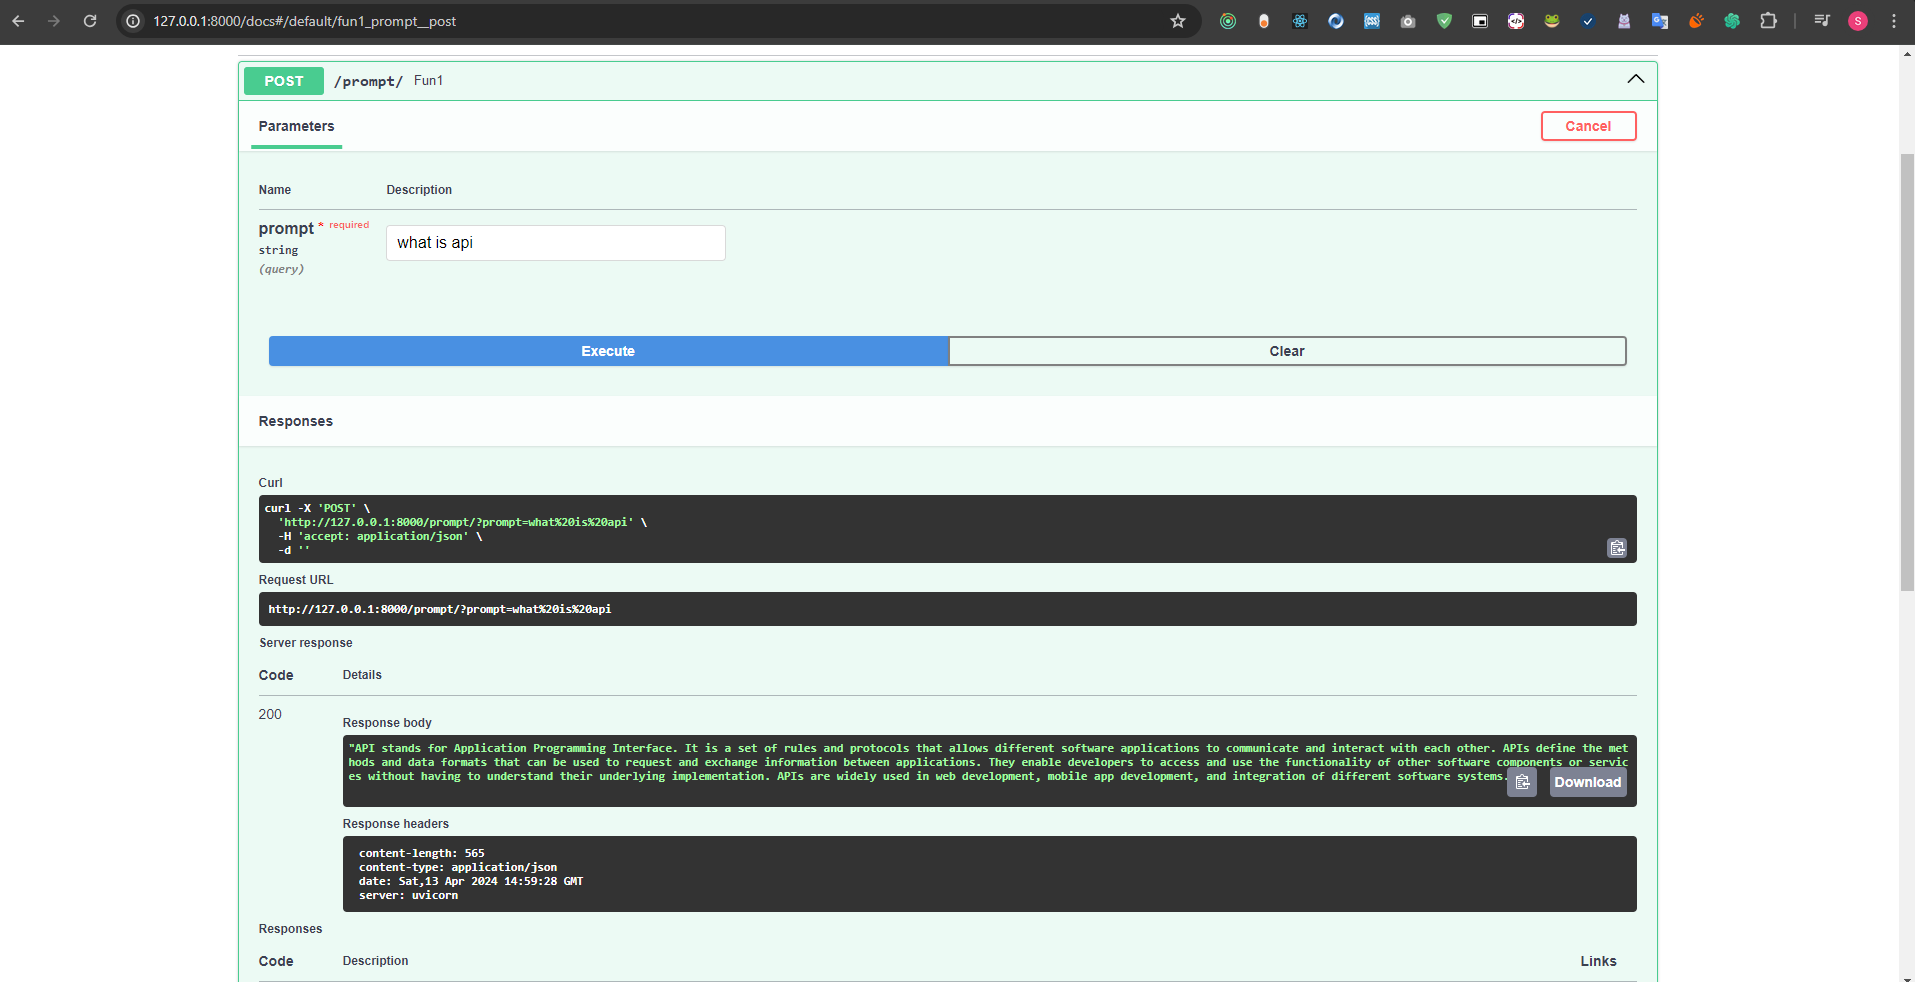 127.0.0.1:8000/docs#/default/fun1_prompt__post
S
POST /prompt/ Fun1
Parameters
Cancel
Name Description
prompt * required
string
(query)
what is api
Execute Clear
Responses
Curl
curl -X 'POST' \
'http://127.0.0.1:8000/prompt/?prompt=what%20is%20api' \
-H 'accept: application/json' \
-d ''
Request URL
http://127.0.0.1:8000/prompt/?prompt=what%20is%20api
Server response
Code Details
200
Response body
"API stands for Application Programming Interface. It is a set of rules and protocols that allows different software applications to communicate and interact with each other. APIs define the met
hods and data formats that can be used to request and exchange information between applications. They enable developers to access and use the functionality of other software components or servic
es without having to understand their underlying implementation. APIs are widely used in web development, mobile app development, and integration of different software systems.
Download
Response headers
content-length: 565
content-type: application/json
date: Sat,13 Apr 2024 14:59:28 GMT
server: uvicorn
Responses
Code Description Links